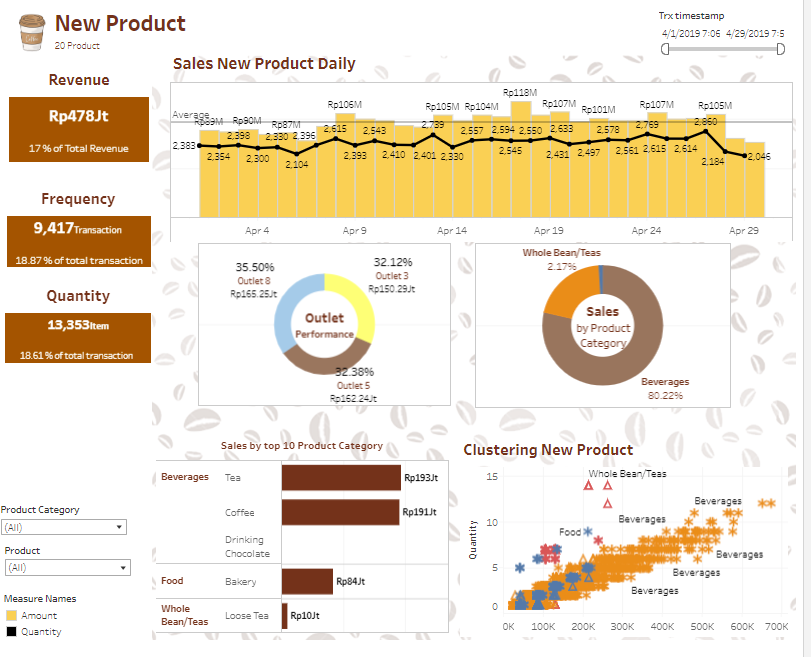 New Product
20 Product
Trx timestamp
4/1/2019 7:06 4/29/2019 7:5
Revenue
Rp478Jt
17 % of Total Revenue
Frequency
9,417 Transaction
18.87 % of total transaction
Quantity
13,353 Item
18.61 % of total transaction
Sales New Product Daily
Average
Rp89M Rp90M Rp87M Rp106M Rp105M Rp104M Rp118M Rp107M Rp101M Rp107M Rp105M
2,383 2,354 2,398 2,300 2,330 2,104 2,396 2,615 2,393 2,543 2,410 2,401 2,739 2,330 2,557 2,594 2,545 2,550 2,633 2,431 2,497 2,578 2,561 2,769 2,615 2,614 2,860 2,184 2,046
Apr 4 Apr 9 Apr 14 Apr 19 Apr 24 Apr 29
35.50%
Outlet 8
Rp165.25Jt
32.12%
Outlet 3
Rp150.29Jt
Outlet
Performance
32.38%
Outlet 5
Rp162.24Jt
Whole Bean/Teas
2.17%
Sales
by Product
Category
Beverages
80.22%
Sales by top 10 Product Category
Beverages Tea Rp193Jt
Coffee Rp191Jt
Drinking
Chocolate
Food Bakery Rp84Jt
Whole
Bean/Teas Loose Tea Rp10Jt
Clustering New Product
Quantity
15
10
5
0
Whole Bean/Teas
Beverages
Beverages
Food
Beverages
Beverages
Beverages
0K 100K 200K 300K 400K 500K 600K 700K
Product Category
(All)
Product
(All)
Measure Names
Amount
Quantity